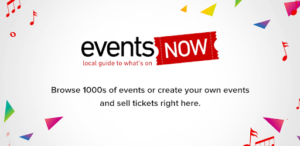 events NOW
local guide to what's on
Browse 1000s of events or create your own events
and sell tickets right here.